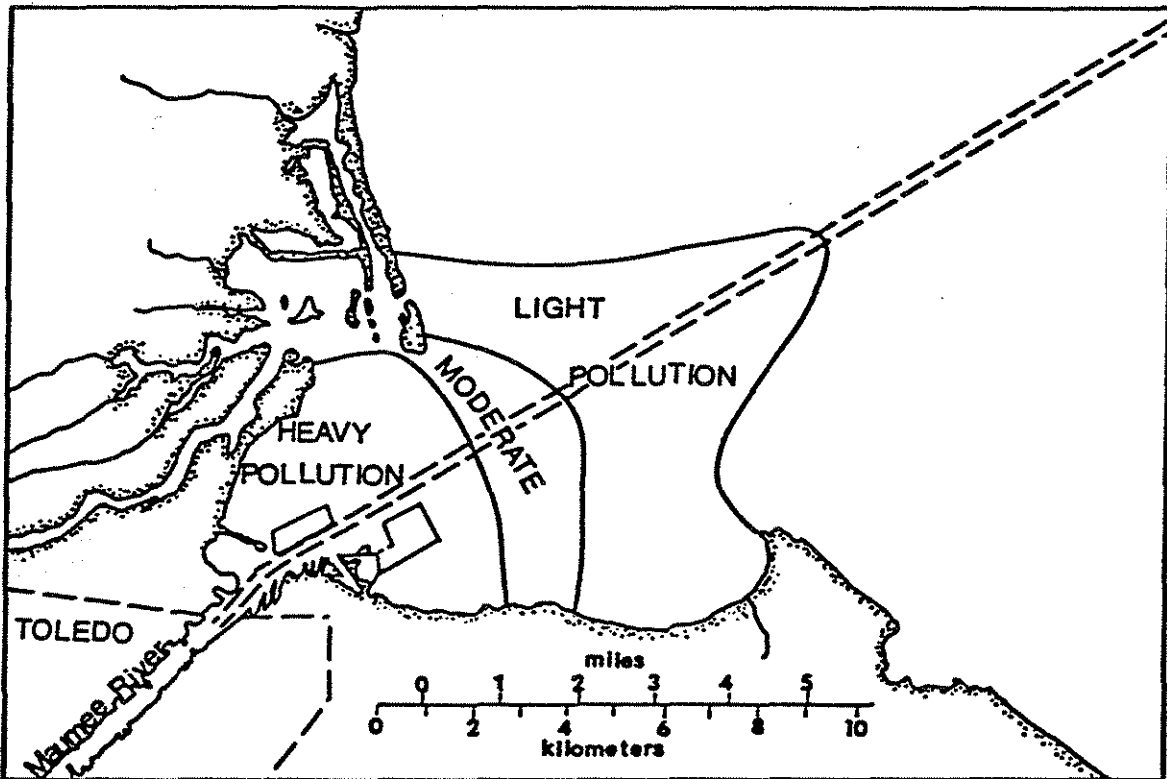 LIGHT
POLLUTION
MODERATE
HEAVY
POLLUTION
TOLEDO
Maumee River
miles
0 1 2 3 4 5
0 2 4 6 8 10
kilometers